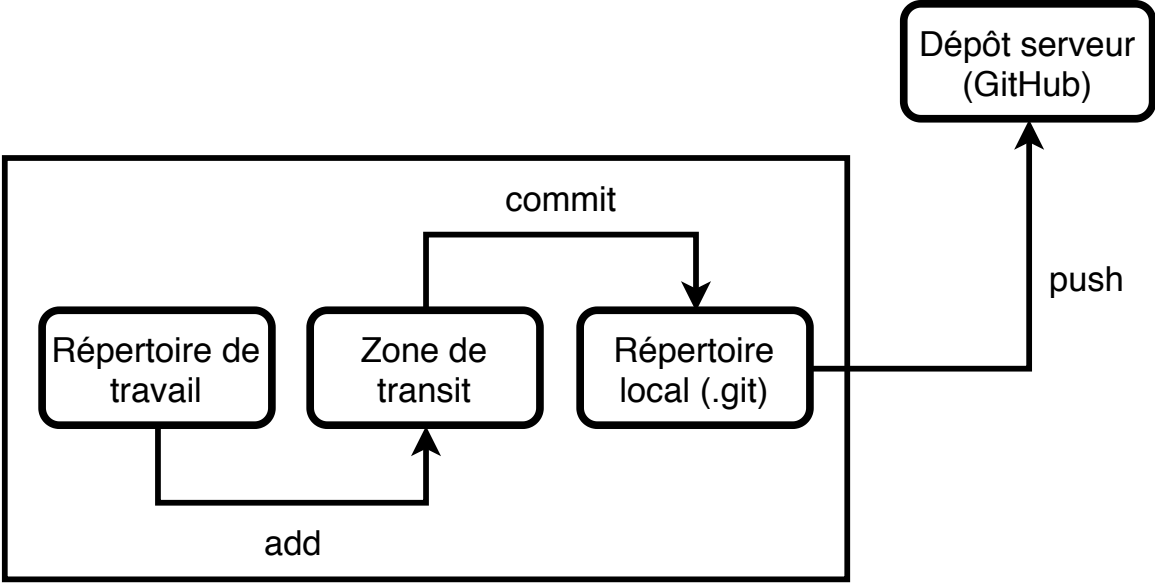 Dépôt serveur
(GitHub)
commit
push
Répertoire de
travail
Zone de
transit
Répertoire
local (.git)
add